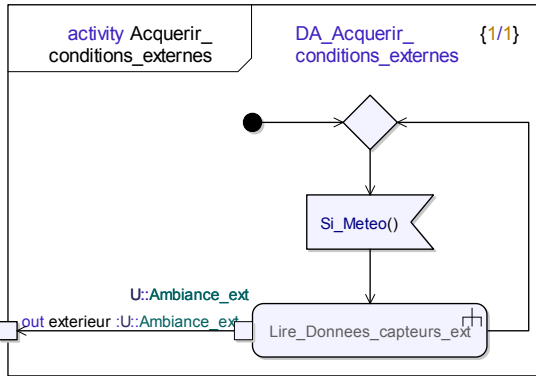 activity Acquerir_
conditions_externes
DA_Acquerir_
conditions_externes
{1/1}
Si_Meteo()
U::Ambiance_ext
out exterieur :U::Ambiance_ext
Lire_Donnees_capteurs_ext